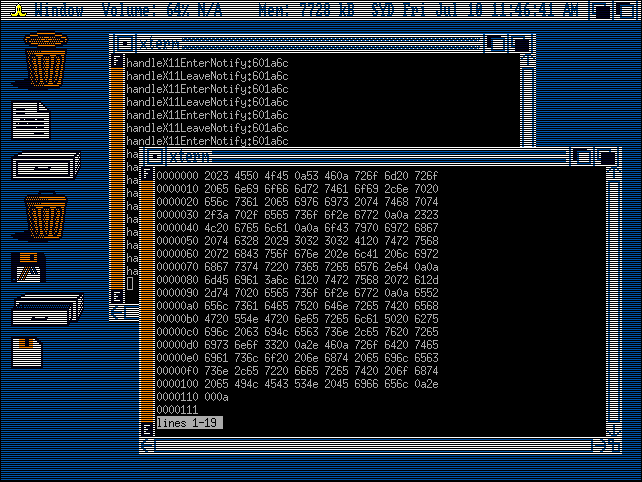 Window Volume: 64% N/A Mem: 7728 kB SYD Fri Jul 10 11:46:41 AM
xterm
handleX11EnterNotify:601a6c
handleX11LeaveNotify:601a6c
handleX11EnterNotify:601a6c
handleX11LeaveNotify:601a6c
handleX11EnterNotify:601a6c
handleX11LeaveNotify:601a6c
handleX11EnterNotify:601a6c
ha
ha
ha
ha
ha
ha
ha
ha
ha
ha
xterm
0000000 2023 4550 4f45 0a53 460a 726f 6d20 726f
0000010 2065 6e69 6f66 6d72 7461 6f69 2c6e 7020
0000020 656c 7361 2065 6976 6973 2074 7468 7074
0000030 2f3a 702f 6565 736f 6f2e 6772 0a0a 2323
0000040 4c20 6765 6c61 0a0a 6f43 7970 6972 6867
0000050 2074 6328 2029 3032 3032 4120 7472 7568
0000060 2072 6843 756f 676e 202e 6c41 206c 6972
0000070 6867 7374 7220 7365 7265 6576 2e64 0a0a
0000080 6d45 6961 3a6c 6120 7472 7568 2072 612d
0000090 2d74 7020 6565 736f 6f2e 6772 0a0a 6552
00000a0 656c 7361 6465 7520 646e 7265 7420 6568
00000b0 4720 554e 4720 6e65 7265 6c61 5020 6275
00000c0 696c 2063 694c 6563 736e 2c65 7620 7265
00000d0 6973 6e6f 3320 0a2e 460a 726f 6420 7465
00000e0 6961 736c 6f20 206e 6874 2065 696c 6563
00000f0 736e 2c65 7220 6665 7265 7420 206f 6874
0000100 2065 494c 4543 534e 2045 6966 656c 0a2e
0000110 000a
0000111
lines 1-19